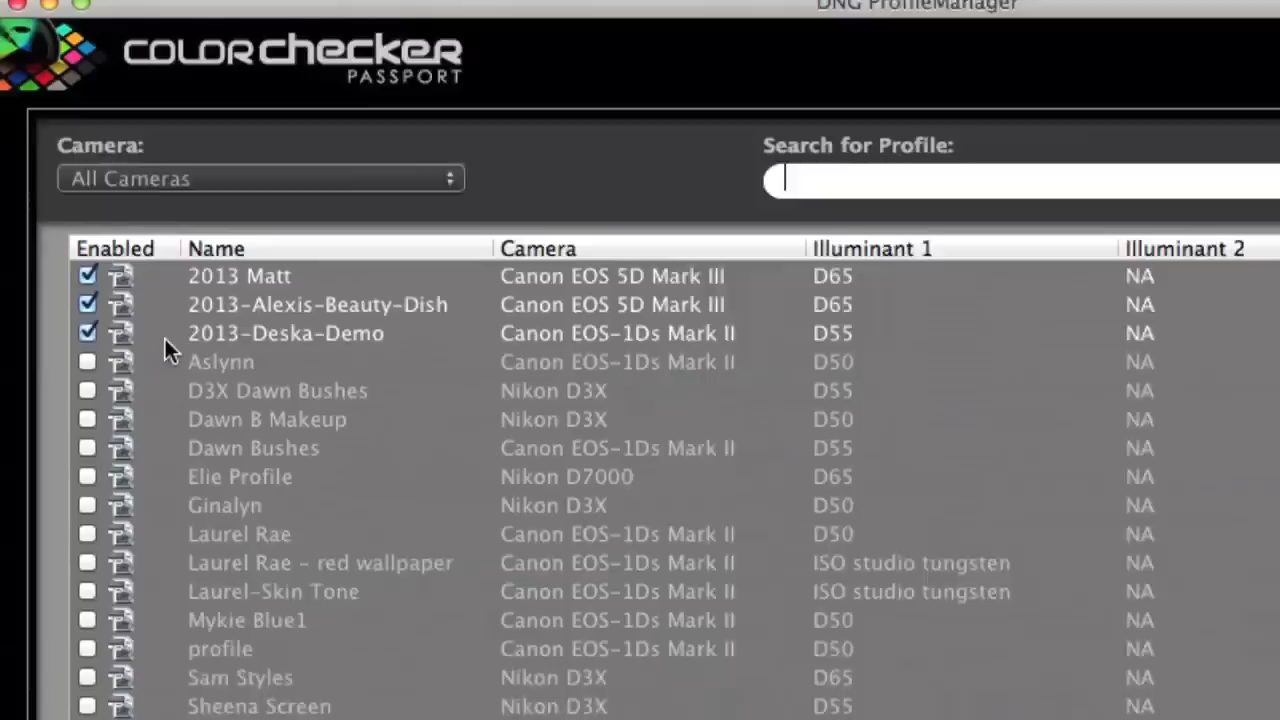 DNG ProfileManager
COLORCHECKER
PASSPORT
Camera: Search for Profile:
All Cameras
Enabled Name Camera Illuminant 1 Illuminant 2
2013 Matt Canon EOS 5D Mark III D65 NA
2013-Alexis-Beauty-Dish Canon EOS 5D Mark III D65 NA
2013-Deska-Demo Canon EOS-1Ds Mark II D55 NA
Aslynn Canon EOS-1Ds Mark II D50 NA
D3X Dawn Bushes Nikon D3X D55 NA
Dawn B Makeup Nikon D3X D50 NA
Dawn Bushes Canon EOS-1Ds Mark II D55 NA
Elie Profile Nikon D7000 D65 NA
Ginalyn Nikon D3X D50 NA
Laurel Rae Canon EOS-1Ds Mark II D50 NA
Laurel Rae - red wallpaper Canon EOS-1Ds Mark II ISO studio tungsten NA
Laurel-Skin Tone Canon EOS-1Ds Mark II ISO studio tungsten NA
Mykie Blue1 Canon EOS-1Ds Mark II D50 NA
profile Canon EOS-1Ds Mark II D50 NA
Sam Styles Nikon D3X D65 NA
Sheena Screen Nikon D3X D55 NA